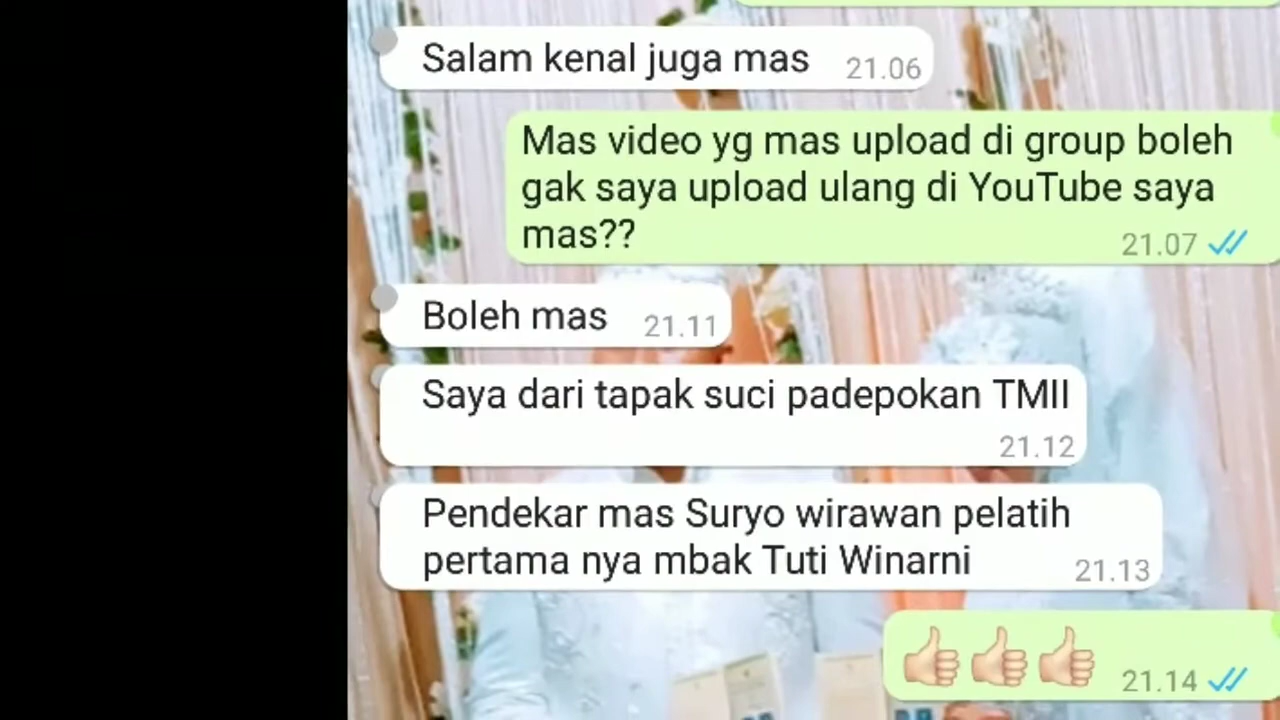 Salam kenal juga mas 21.06
Mas video yg mas upload di group boleh
gak saya upload ulang di YouTube saya
mas?? 21.07
Boleh mas 21.11
Saya dari tapak suci padepokan TMII
21.12
Pendekar mas Suryo wirawan pelatih
pertama nya mbak Tuti Winarni 21.13
👍🏻👍🏻👍🏻 21.14